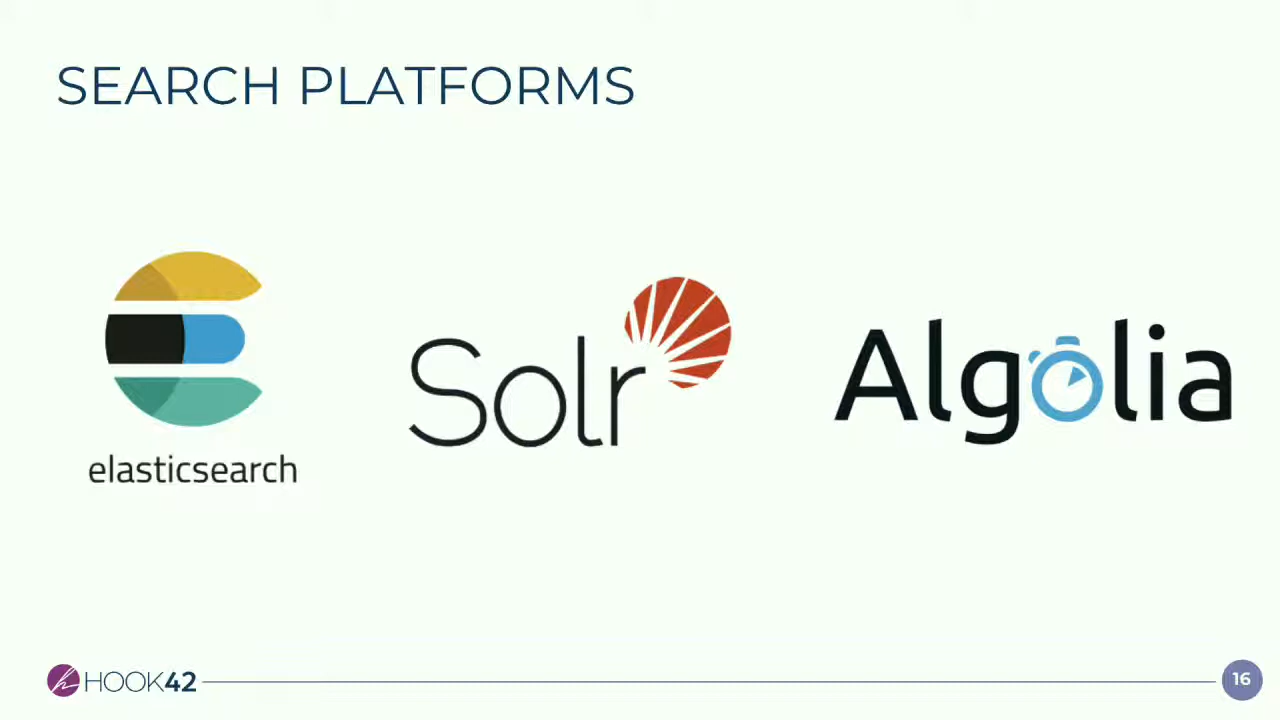 SEARCH PLATFORMS
elasticsearch
Solr
Algolia
HOOK42
16